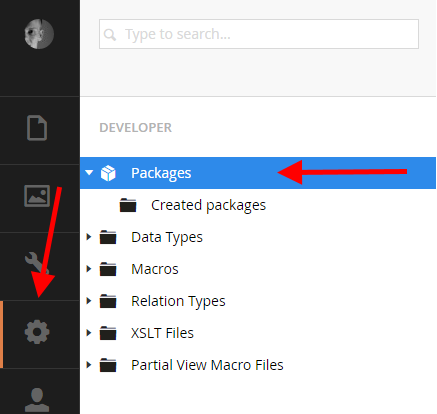 Type to search...
DEVELOPER
Packages
Created packages
Data Types
Macros
Relation Types
XSLT Files
Partial View Macro Files